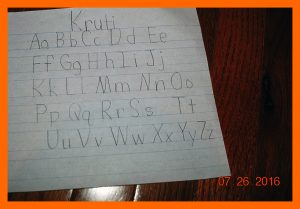 Kruti
Aa Bb Cc Dd Ee
Ff Gg Hh Ii Jj
Kk Ll Mm Nn Oo
Pp Qq Rr Ss Tt
Uu Vv Ww Xx Yy Zz
07 26 2016